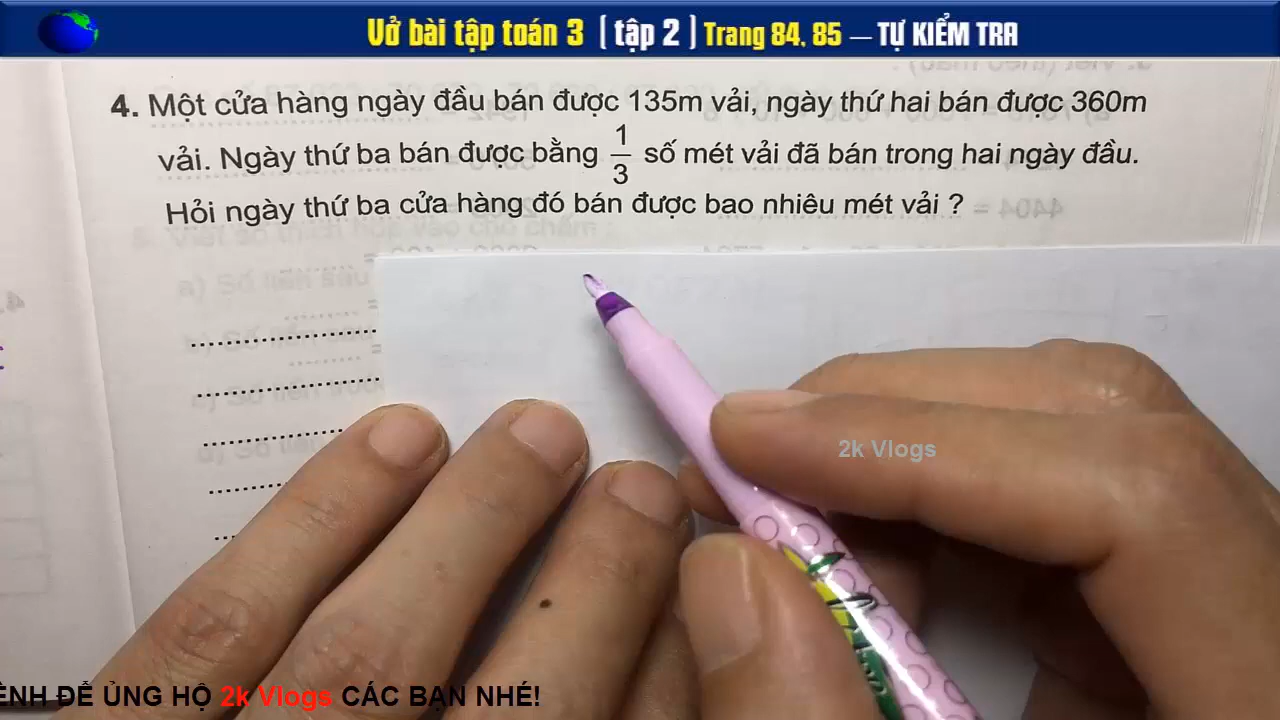 Vở bài tập toán 3 ( tập 2 ) Trang 84, 85 – TỰ KIỂM TRA
4. Một cửa hàng ngày đầu bán được 135m vải, ngày thứ hai bán được 360m
vải. Ngày thứ ba bán được bằng 1/3 số mét vải đã bán trong hai ngày đầu.
Hỏi ngày thứ ba cửa hàng đó bán được bao nhiêu mét vải ?
2k Vlogs
ÊNH ĐỂ ỦNG HỘ 2k Vlogs CÁC BẠN NHÉ!